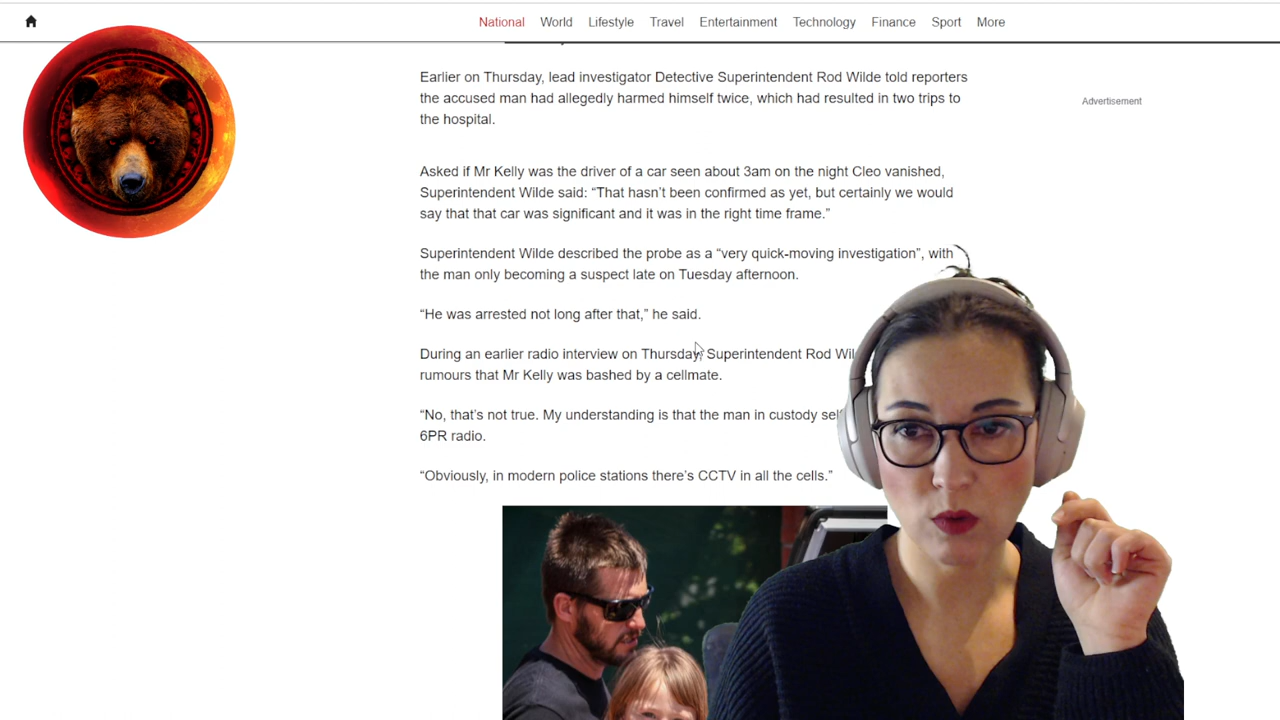 National World Lifestyle Travel Entertainment Technology Finance Sport More
Earlier on Thursday, lead investigator Detective Superintendent Rod Wilde told reporters
the accused man had allegedly harmed himself twice, which had resulted in two trips to
the hospital.
Advertisement
Asked if Mr Kelly was the driver of a car seen about 3am on the night Cleo vanished,
Superintendent Wilde said: “That hasn’t been confirmed as yet, but certainly we would
say that that car was significant and it was in the right time frame.”
Superintendent Wilde described the probe as a “very quick-moving investigation”, with
the man only becoming a suspect late on Tuesday afternoon.
“He was arrested not long after that,” he said.
During an earlier radio interview on Thursday, Superintendent Rod
rumours that Mr Kelly was bashed by a cellmate.
“No, that’s not true. My understanding is that the man in custody
6PR radio.
“Obviously, in modern police stations there’s CCTV in all the cells.”